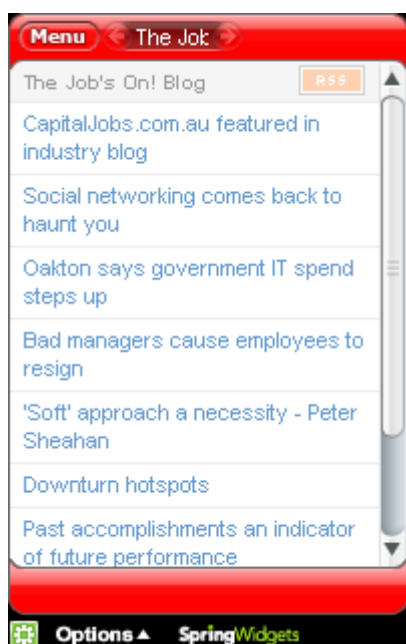 Menu The Jok
The Job's On! Blog RSS
CapitalJobs.com.au featured in
industry blog
Social networking comes back to
haunt you
Oakton says government IT spend
steps up
Bad managers cause employees to
resign
'Soft' approach a necessity - Peter
Sheahan
Downturn hotspots
Past accomplishments an indicator
of future performance
Options SpringWidgets